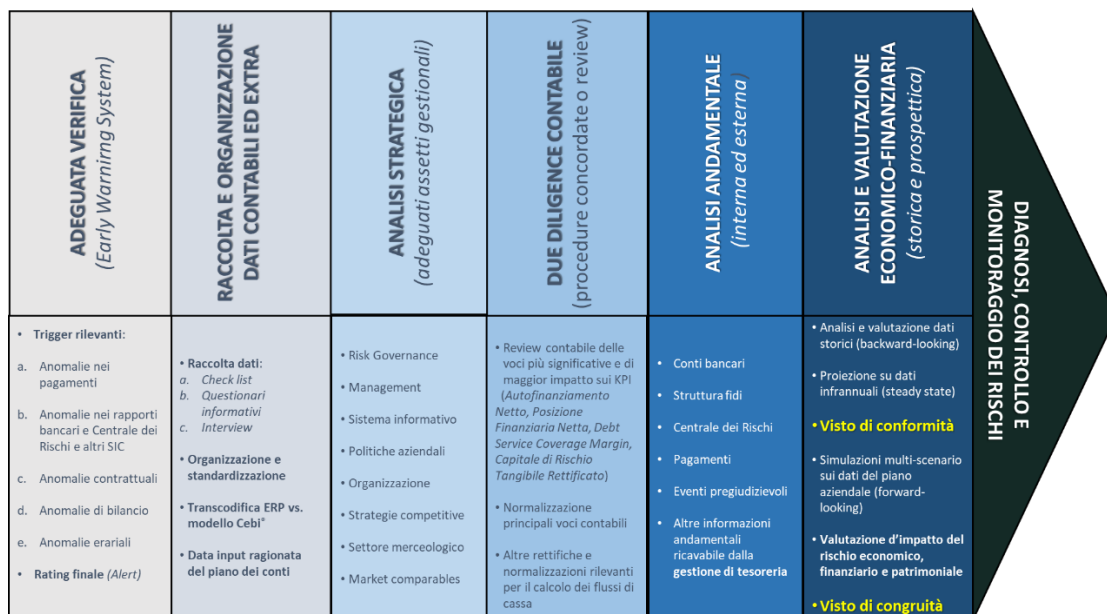 ADEGUATA VERIFICA
(Early Warnirng System)
RACCOLTA E ORGANIZZAZIONE
DATI CONTABILI ED EXTRA
ANALISI STRATEGICA
(adeguati assetti gestionali)
DUE DILIGENCE CONTABILE
(procedure concordate o review)
ANALISI ANDAMENTALE
(interna ed esterna)
ANALISI E VALUTAZIONE
ECONOMICO-FINANZIARIA
(storica e prospettica)
DIAGNOSI, CONTROLLO E
MONITORAGGIO DEI RISCHI
• Trigger rilevanti:
a. Anomalie nei
pagamenti
b. Anomalie nei rapporti
bancari e Centrale dei
Rischi e altri SIC
c. Anomalie contrattuali
d. Anomalie di bilancio
e. Anomalie erariali
• Rating finale (Alert)
• Raccolta dati:
a. Check list
b. Questionari
informativi
c. Interview
• Organizzazione e
standardizzazione
• Transcodifica ERP vs.
modello Cebi®
• Data input ragionata
del piano dei conti
• Risk Governance
• Management
• Sistema informativo
• Politiche aziendali
• Organizzazione
• Strategie competitive
• Settore merceologico
• Market comparables
• Review contabile delle
voci più significative e di
maggior impatto sui KPI
(Autofinanziamento
Netto, Posizione
Finanziaria Netta, Debt
Service Coverage Margin,
Capitale di Rischio
Tangibile Rettificato)
• Normalizzazione
principali voci contabili
• Altre rettifiche e
normalizzazioni rilevanti
per il calcolo dei flussi di
cassa
• Conti bancari
• Struttura fidi
• Centrale dei Rischi
• Pagamenti
• Eventi pregiudizievoli
• Altre informazioni
andamentali
ricavabile dalla
gestione di tesoreria
• Analisi e valutazione dati
storici (backward-looking)
• Proiezione su dati
infrannuali (steady state)
• Visto di conformità
• Simulazioni multi-scenario
sui dati del piano
aziendale (forward-
looking)
• Valutazione d'impatto del
rischio economico,
finanziario e patrimoniale
• Visto di congruità